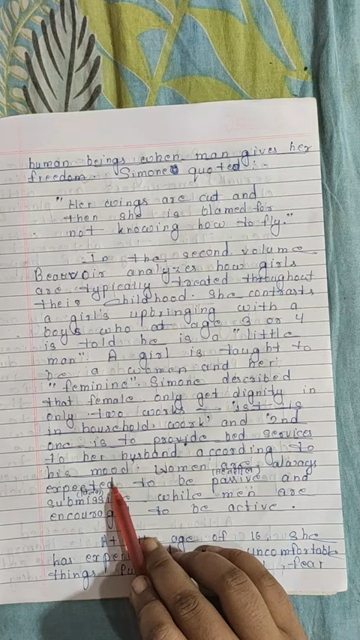 human beings when man gives her
freedom. Simone quoted :-
"Her wings are cut and
then she is blamed for
not knowing how to fly."
In the second volume
Beauvoir analyzes how girls
are typically treated throughout
their childhood. She contrasts
a girl's upbringing with a
boy's who at age 3 or 4
is told he is a "little
man". A girl is taught to
be a woman and her
"feminine". Simone described
that female only get dignity in
only two works - 1st is
in household work and 2nd
one is to provide bed services
to her husband according to
his mood. Women are always
expected to be passive and
while men are
to be active.
age of 15, she
has uncomfortable
things fear